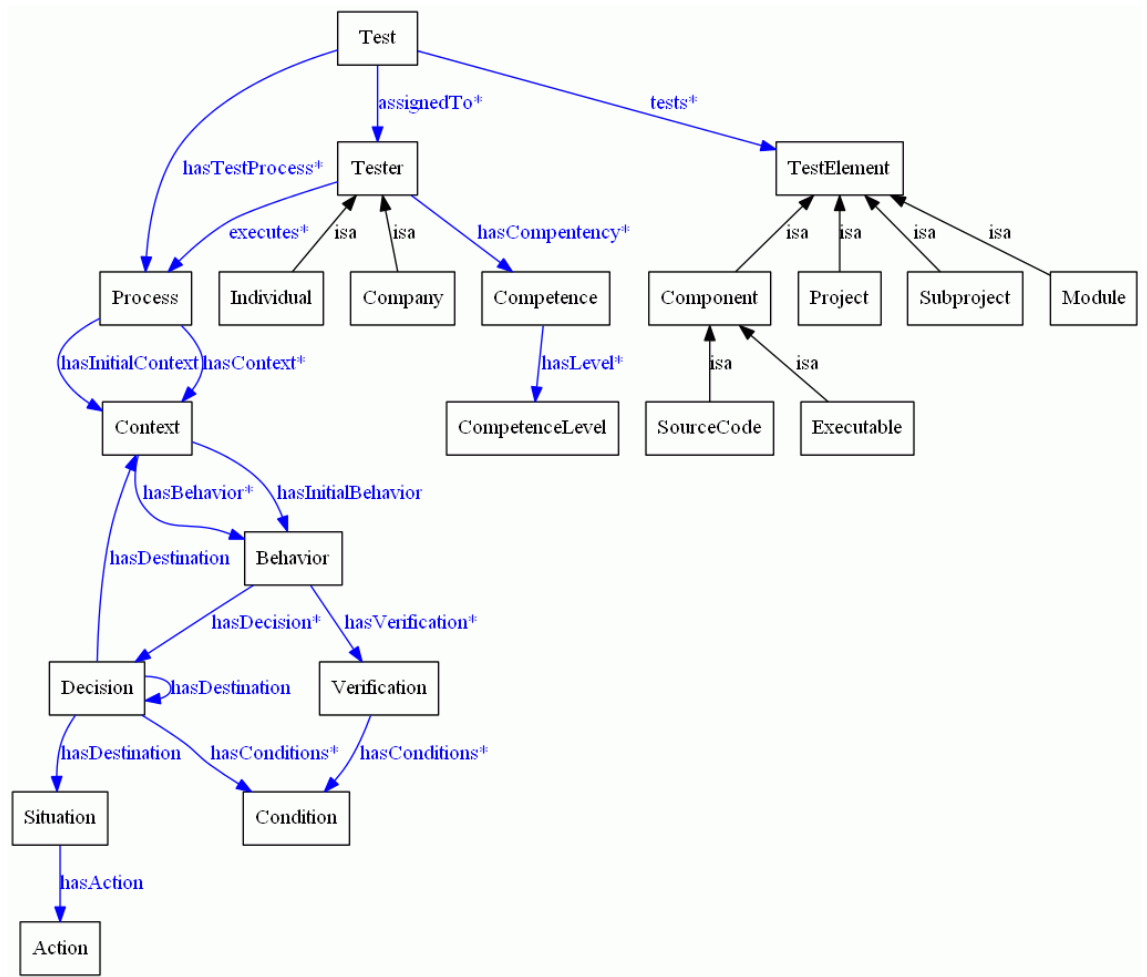 Test
assignedTo*
tests*
hasTestProcess*
Tester
TestElement
executes*
isa
isa
hasCompentency*
isa
isa
isa
isa
Process
Individual
Company
Competence
Component
Project
Subproject
Module
hasInitialContext
hasContext*
hasLevel*
isa
isa
Context
CompetenceLevel
SourceCode
Executable
hasBehavior*
hasInitialBehavior
hasDestination
Behavior
hasDecision*
hasVerification*
Decision
hasDestination
Verification
hasDestination
hasConditions*
hasConditions*
Situation
Condition
hasAction
Action